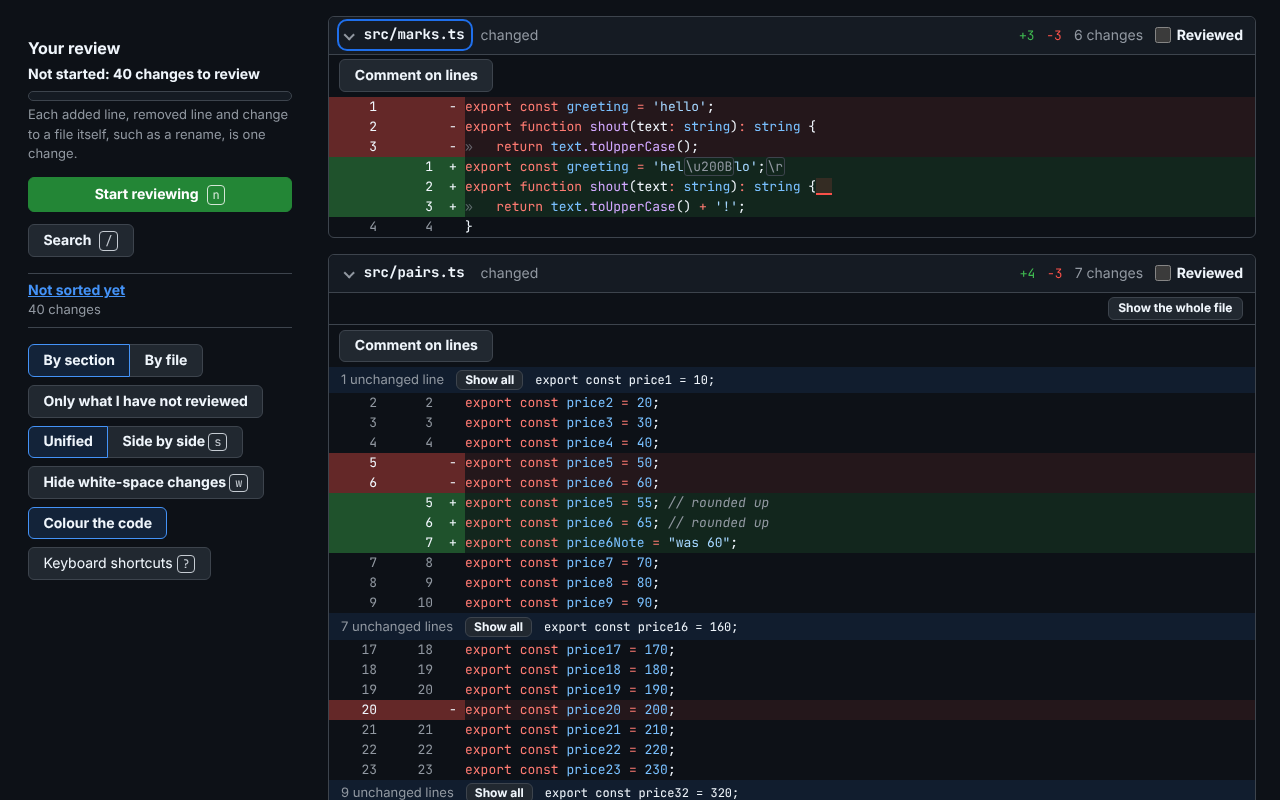 Your review
Not started: 40 changes to review
Each added line, removed line and change
to a file itself, such as a rename, is one
change.
Start reviewing n
Search /
Not sorted yet
40 changes
By section By file
Only what I have not reviewed
Unified Side by side s
Hide white-space changes w
Colour the code
Keyboard shortcuts ?
src/marks.ts changed +3 -3 6 changes Reviewed
Comment on lines
1 - export const greeting = 'hello';
2 - export function shout(text: string): string {
3 - » return text.toUpperCase();
1 + export const greeting = 'hel\u200Blo';\r
2 + export function shout(text: string): string {
3 + » return text.toUpperCase() + '!';
4 4 }
src/pairs.ts changed +4 -3 7 changes Reviewed
Show the whole file
Comment on lines
1 unchanged line Show all export const price1 = 10;
2 2 export const price2 = 20;
3 3 export const price3 = 30;
4 4 export const price4 = 40;
5 - export const price5 = 50;
6 - export const price6 = 60;
5 + export const price5 = 55; // rounded up
6 + export const price6 = 65; // rounded up
7 + export const price6Note = "was 60";
7 8 export const price7 = 70;
8 9 export const price8 = 80;
9 10 export const price9 = 90;
7 unchanged lines Show all export const price16 = 160;
17 18 export const price17 = 170;
18 19 export const price18 = 180;
19 20 export const price19 = 190;
20 - export const price20 = 200;
21 21 export const price21 = 210;
22 22 export const price22 = 220;
23 23 export const price23 = 230;
9 unchanged lines Show all export const price32 = 320;